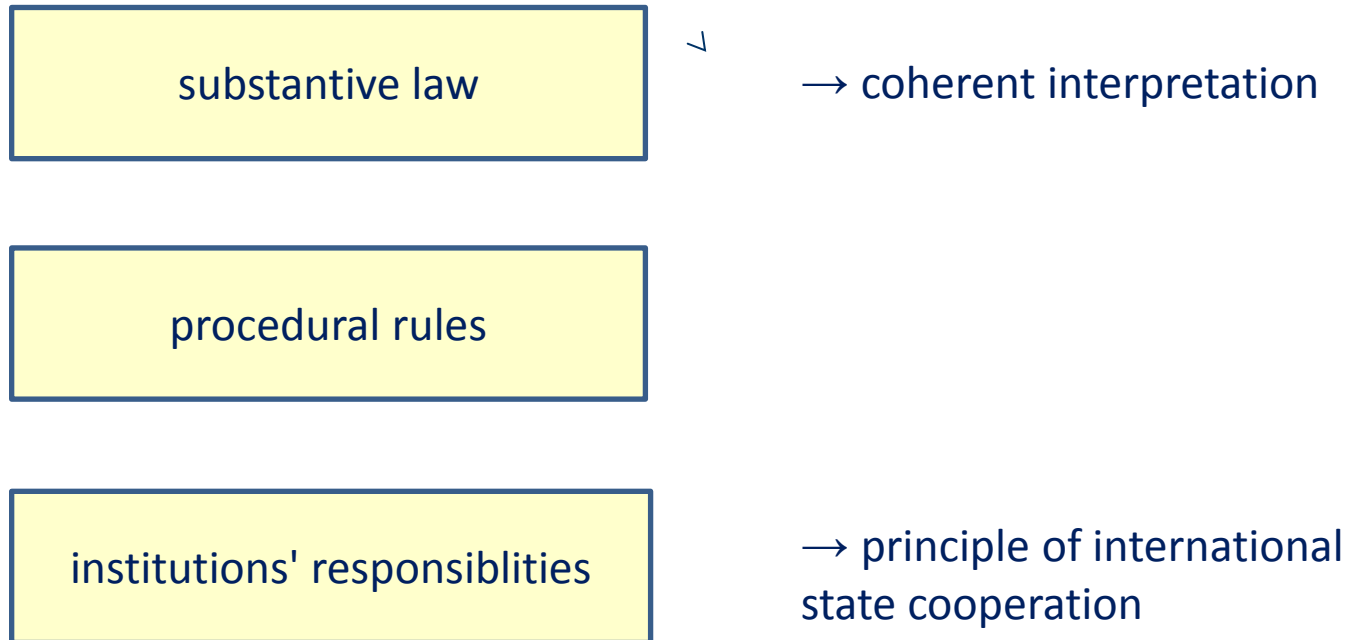 substantive law
→ coherent interpretation
procedural rules
institutions' responsiblities
→ principle of international
state cooperation